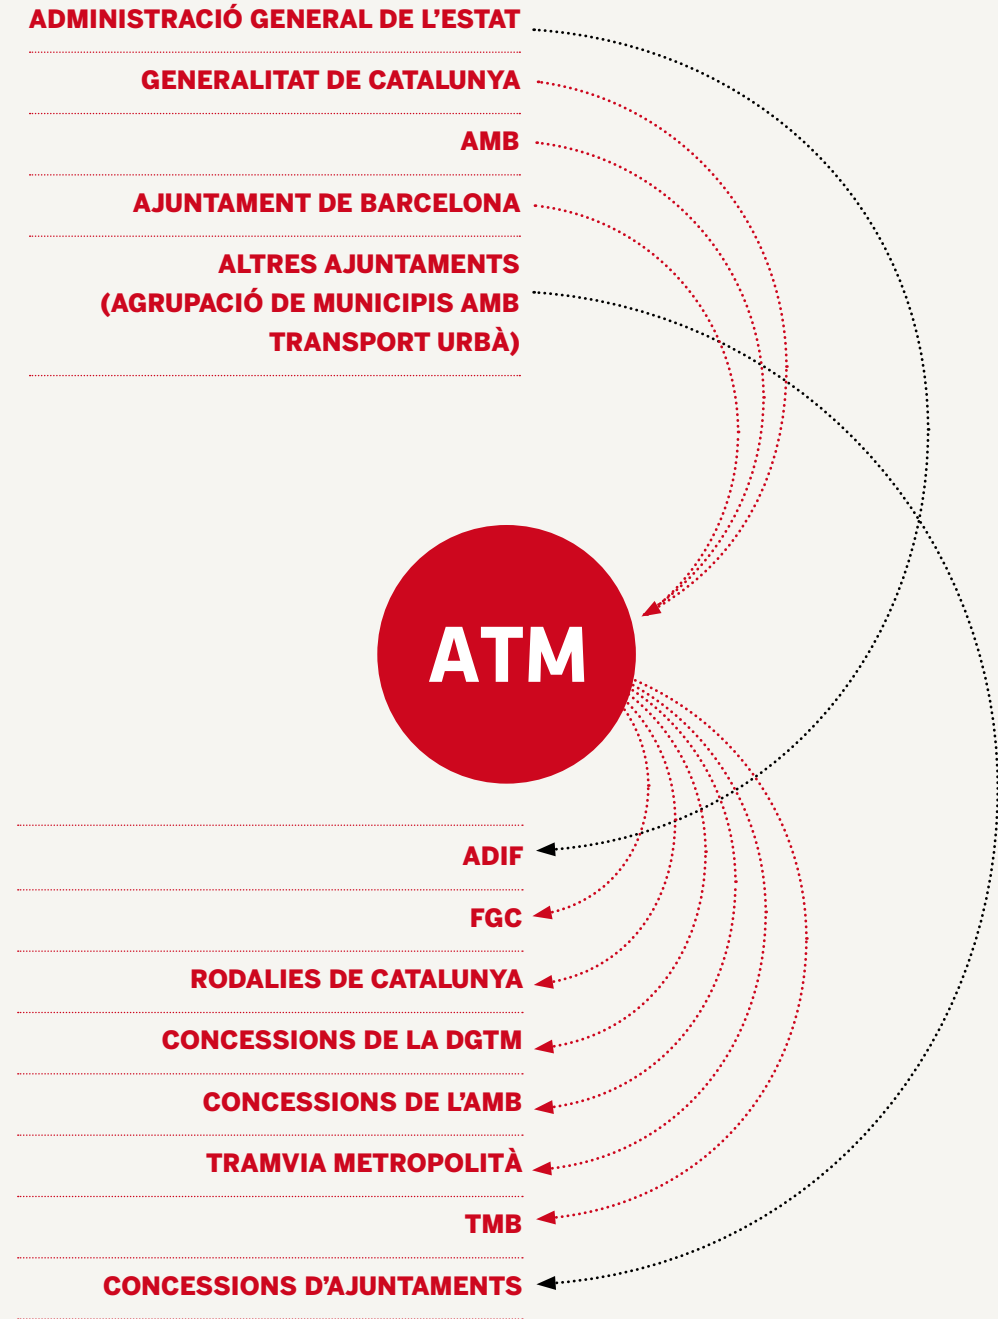 ADMINISTRACIÓ GENERAL DE L’ESTAT
GENERALITAT DE CATALUNYA
AMB
AJUNTAMENT DE BARCELONA
ALTRES AJUNTAMENTS
(AGRUPACIÓ DE MUNICIPIS AMB
TRANSPORT URBÀ)
ATM
ADIF
FGC
RODALIES DE CATALUNYA
CONCESSIONS DE LA DGTM
CONCESSIONS DE L’AMB
TRAMVIA METROPOLITÀ
TMB
CONCESSIONS D’AJUNTAMENTS